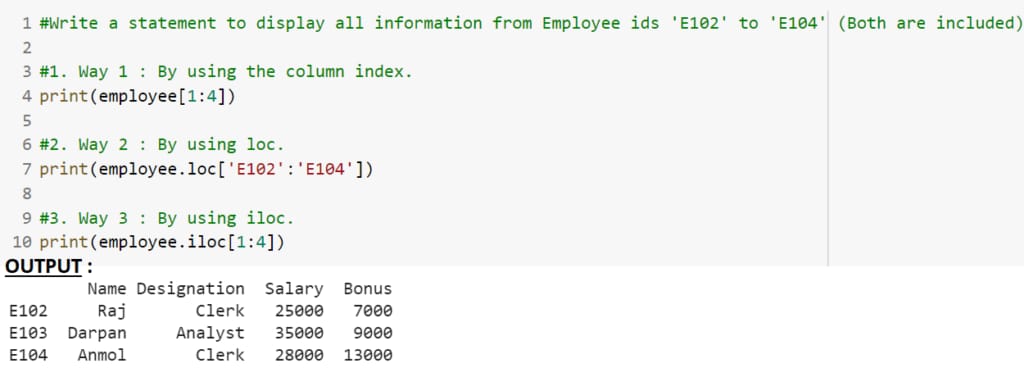 1 #Write a statement to display all information from Employee ids 'E102' to 'E104' (Both are included)
2
3 #1. Way 1 : By using the column index.
4 print(employee[1:4])
5
6 #2. Way 2 : By using loc.
7 print(employee.loc['E102':'E104'])
8
9 #3. Way 3 : By using iloc.
10 print(employee.iloc[1:4])
OUTPUT :
Name Designation Salary Bonus
E102 Raj Clerk 25000 7000
E103 Darpan Analyst 35000 9000
E104 Anmol Clerk 28000 13000